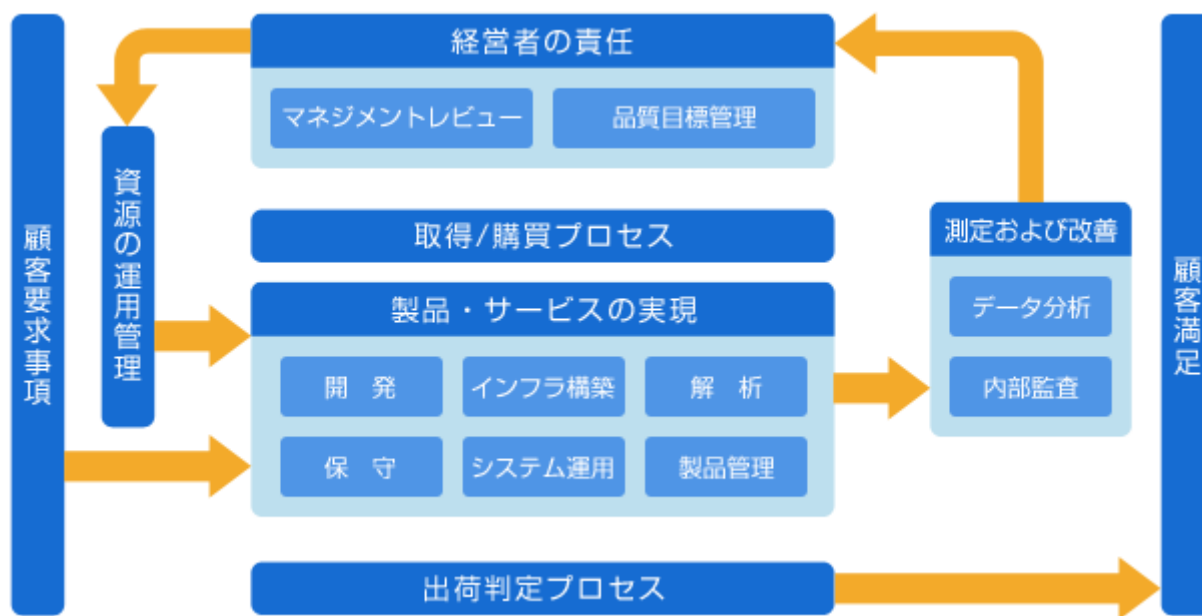 顧客要求事項
資源の運用管理
経営者の責任
マネジメントレビュー
品質目標管理
取得/購買プロセス
製品・サービスの実現
開　発
インフラ構築
解　析
保　守
システム運用
製品管理
出荷判定プロセス
測定および改善
データ分析
内部監査
顧客満足